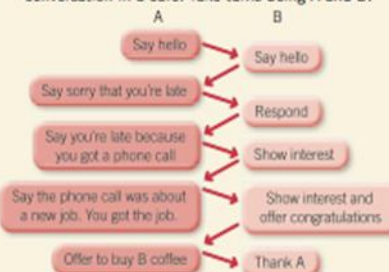 A B
Say hello
Say hello
Say sorry that you're late
Respond
Say you're late because
you got a phone call
Show interest
Say the phone call was about
a new job. You got the job.
Show interest and
offer congratulations
Offer to buy B coffee
Thank A